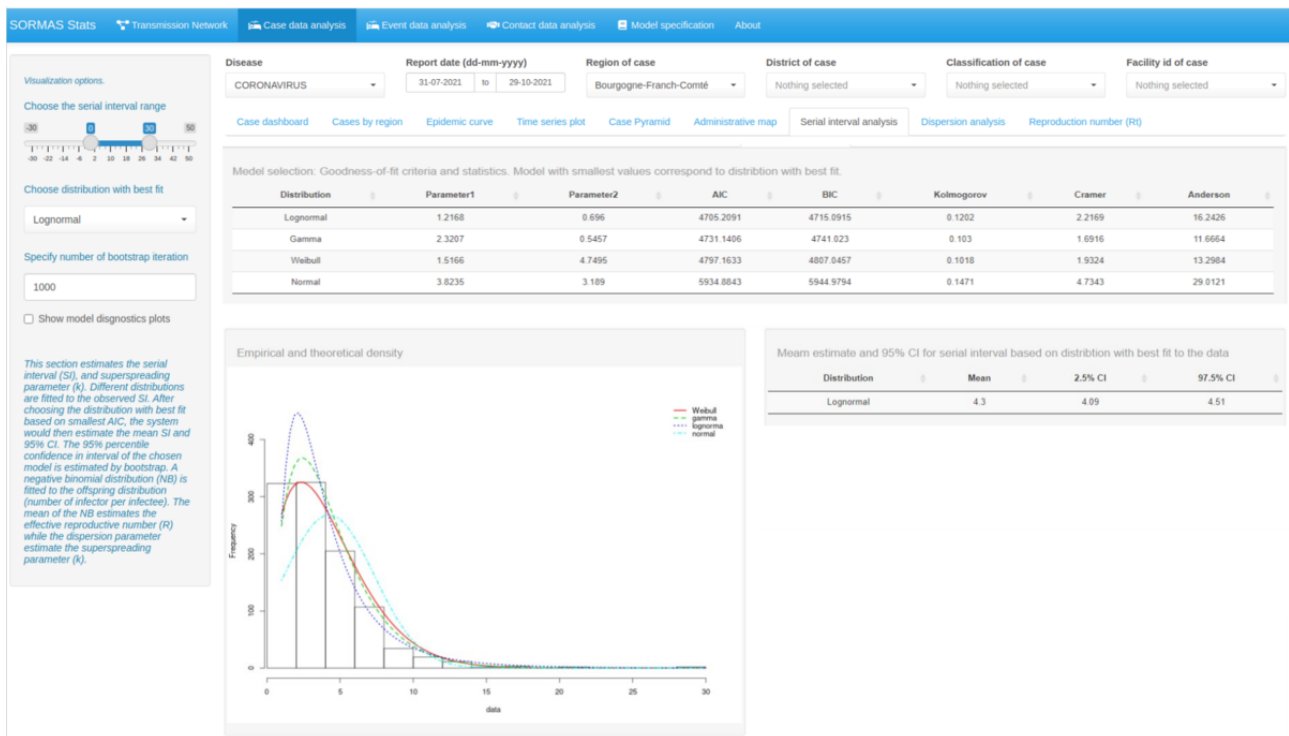 SORMAS Stats Transmission Network Case data analysis Event data analysis Contact data analysis Model specification About
Visualization options.
Choose the serial interval range
-30 0 30 50
-30 -22 -14 -6 2 10 18 26 34 42 50
Choose distribution with best fit
Lognormal
Specify number of bootstrap iteration
1000
Show model disgnostics plots
This section estimates the serial
interval (SI), and superspreading
parameter (k). Different distributions
are fitted to the observed SI. After
choosing the distribution with best fit
based on smallest AIC, the system
would then estimate the mean SI and
95% CI. The 95% percentile
confidence in interval of the chosen
model is estimated by bootstrap. A
negative binomial distribution (NB) is
fitted to the offspring distribution
(number of infector per infectee). The
mean of the NB estimates the
effective reproductive number (R)
while the dispersion parameter
estimate the superspreading
parameter (k).
Disease Report date (dd-mm-yyyy) Region of case District of case Classification of case Facility id of case
CORONAVIRUS 31-07-2021 to 29-10-2021 Bourgogne-Franch-Comté Nothing selected Nothing selected Nothing selected
Case dashboard Cases by region Epidemic curve Time series plot Case Pyramid Administrative map Serial interval analysis Dispersion analysis Reproduction number (Rt)
Medel selection: Goodness-of-fit criteria and statistics. Model with smallest values correspond to distribtion with best fit.
Distribution Parameter1 Parameter2 AIC BIC Kolmogorov Cramer Anderson
Lognormal 1.2168 0.696 4705.2091 4715.0915 0.1202 2.2169 16.2426
Gamma 2.3207 0.5457 4731.1406 4741.023 0.103 1.6916 11.6664
Weibull 1.5166 4.7495 4797.1633 4807.0457 0.1018 1.9324 13.2984
Normal 3.8235 3.189 5934.8843 5944.9794 0.1471 4.7343 29.0121
Empirical and theoretical density
Weibull
gamma
lognorma
normal
400
300
200
100
0
Frequency
0 5 10 15 20 25 30
data
Meam estimate and 95% CI for serial interval based on distribtion with best fit to the data
Distribution Mean 2.5% CI 97.5% CI
Lognormal 4.3 4.09 4.51